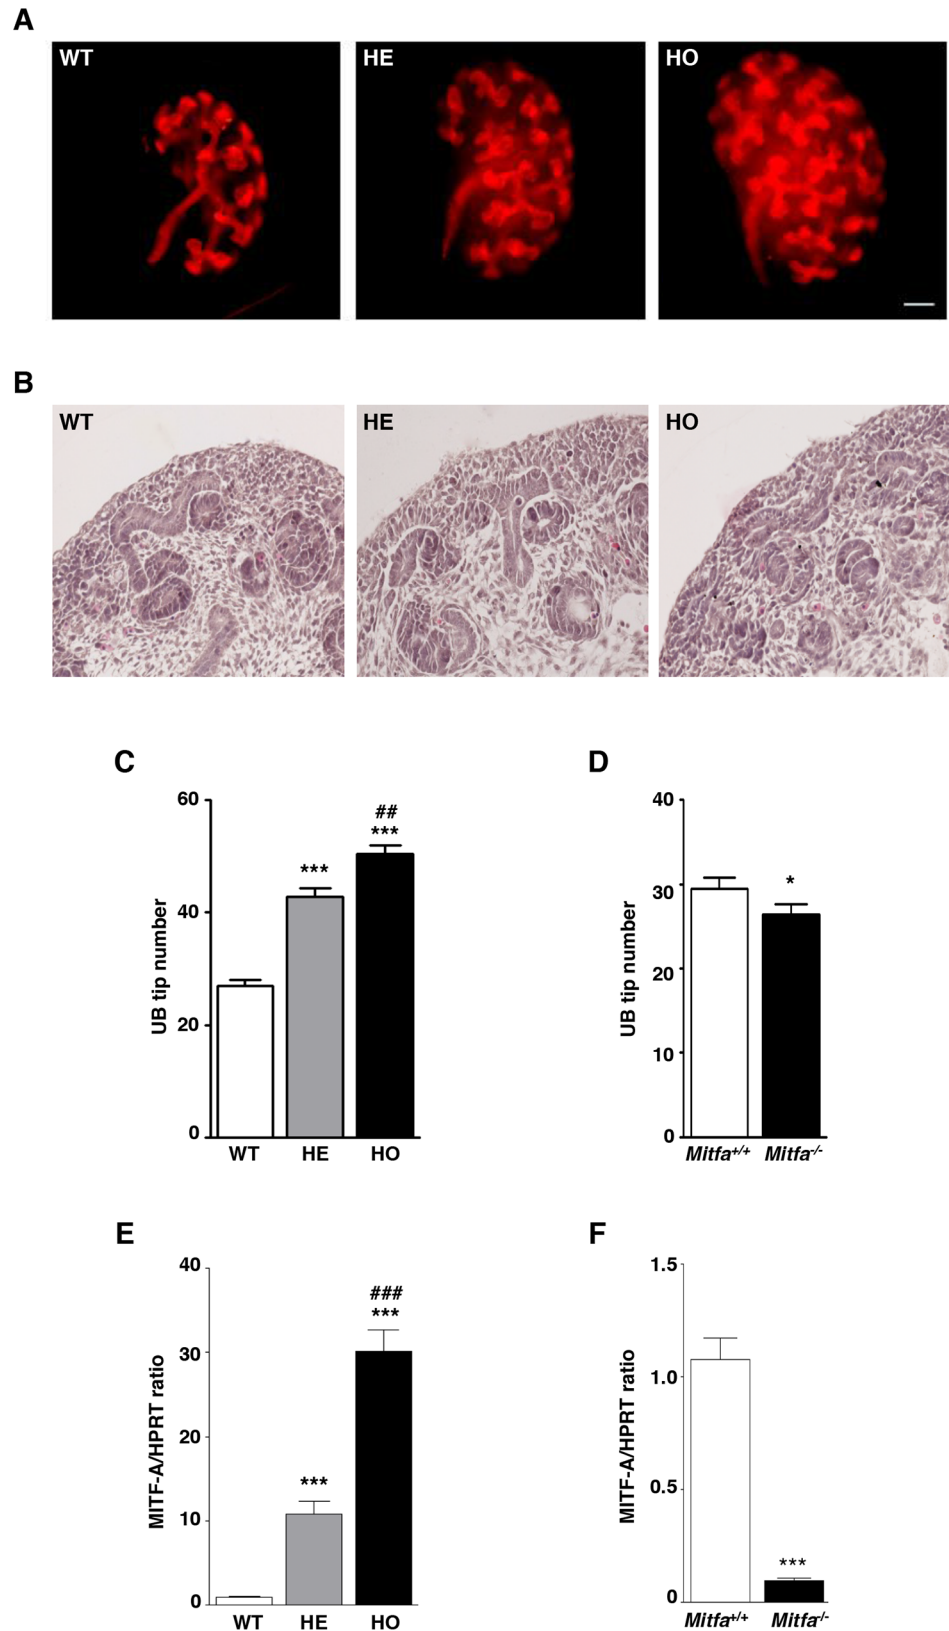 A
WT
HE
HO
B
WT
HE
HO
C
60
40
20
0
UB tip number
***
##
***
WT
HE
HO
D
40
30
20
10
0
UB tip number
*
Mitfa+/+
Mitfa-/-
E
40
30
20
10
0
MITF-A/HPRT ratio
***
###
***
WT
HE
HO
F
1.5
1.0
0.5
0
MITF-A/HPRT ratio
***
Mitfa+/+
Mitfa-/-